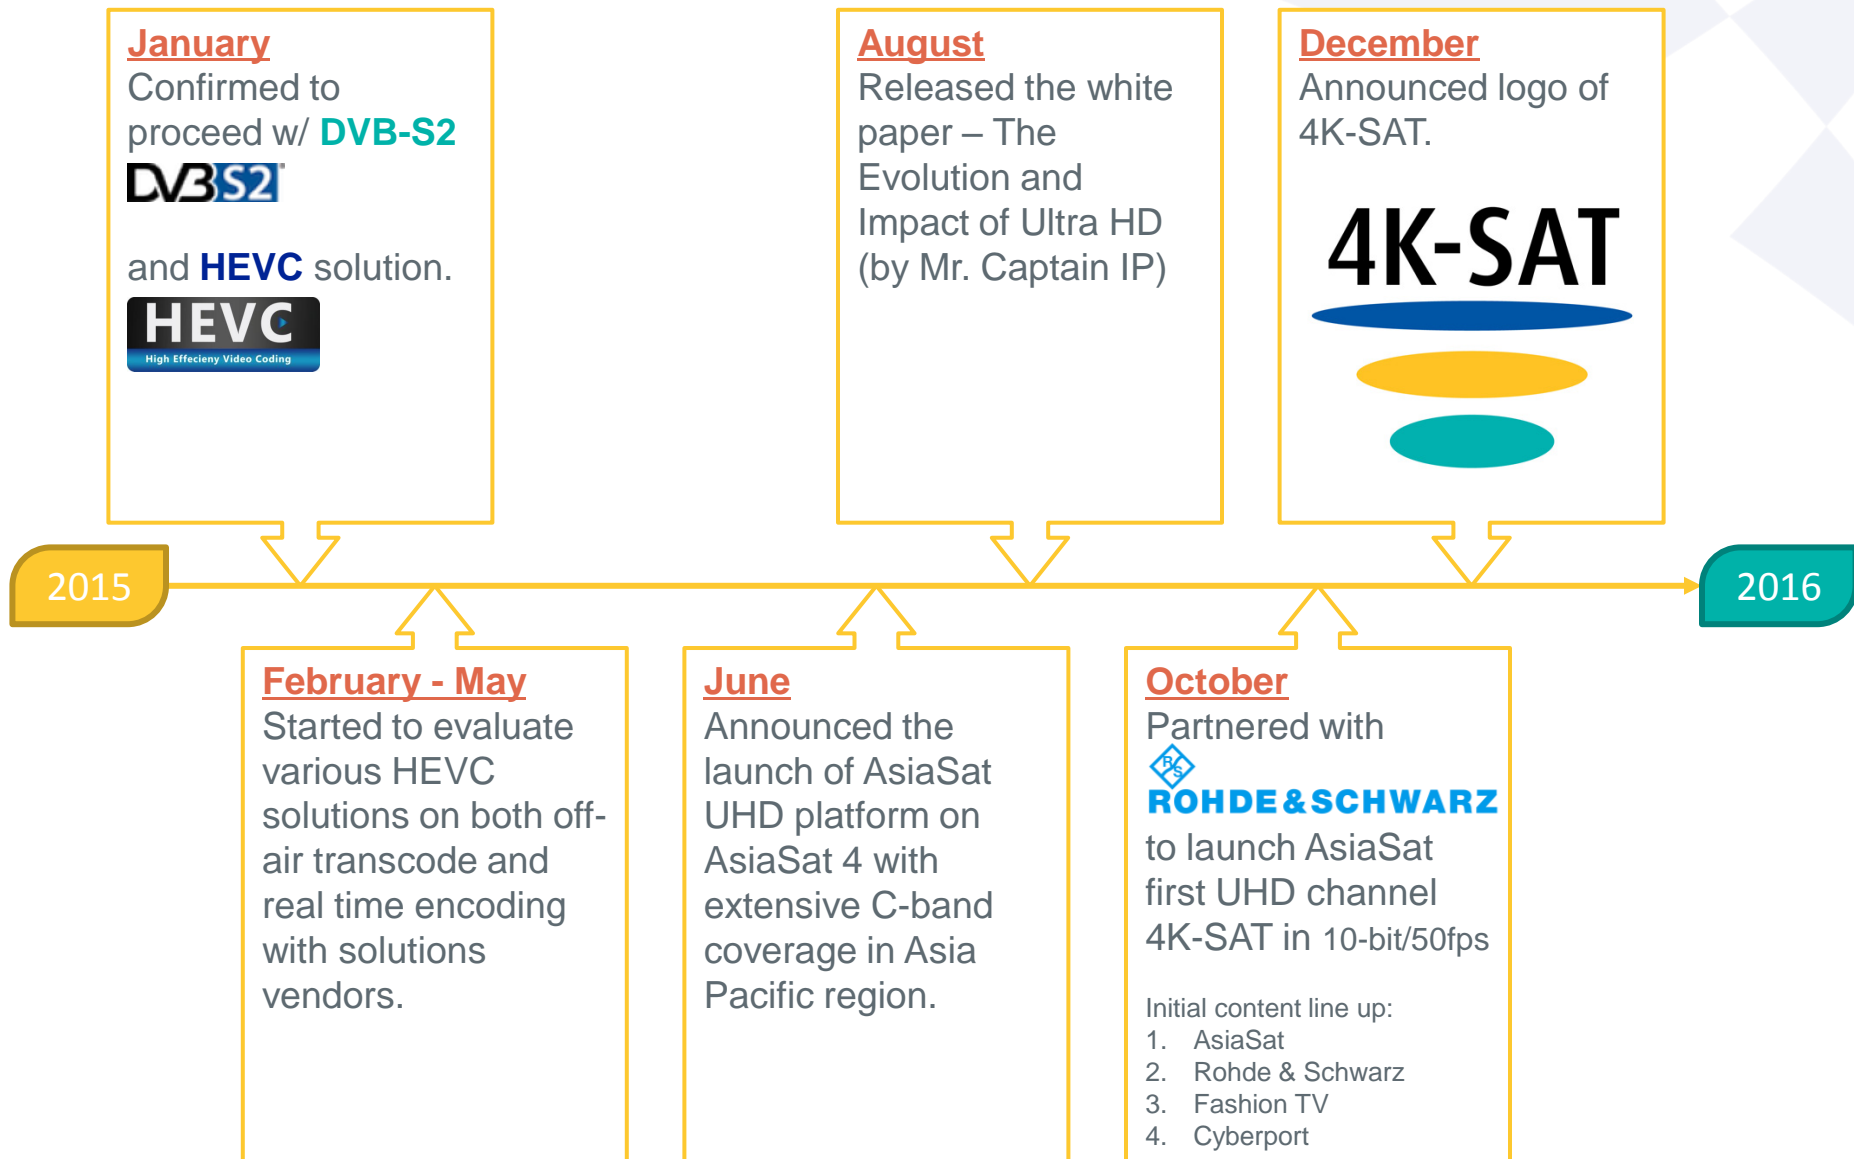 January
Confirmed to
proceed w/ DVB-S2
DVB S2
and HEVC solution.
HEVC
High Effecieny Video Coding
August
Released the white
paper – The
Evolution and
Impact of Ultra HD
(by Mr. Captain IP)
December
Announced logo of
4K-SAT.
4K-SAT
2015
2016
February - May
Started to evaluate
various HEVC
solutions on both off-
air transcode and
real time encoding
with solutions
vendors.
June
Announced the
launch of AsiaSat
UHD platform on
AsiaSat 4 with
extensive C-band
coverage in Asia
Pacific region.
October
Partnered with
R S
ROHDE&SCHWARZ
to launch AsiaSat
first UHD channel
4K-SAT in 10-bit/50fps
Initial content line up:
1. AsiaSat
2. Rohde & Schwarz
3. Fashion TV
4. Cyberport